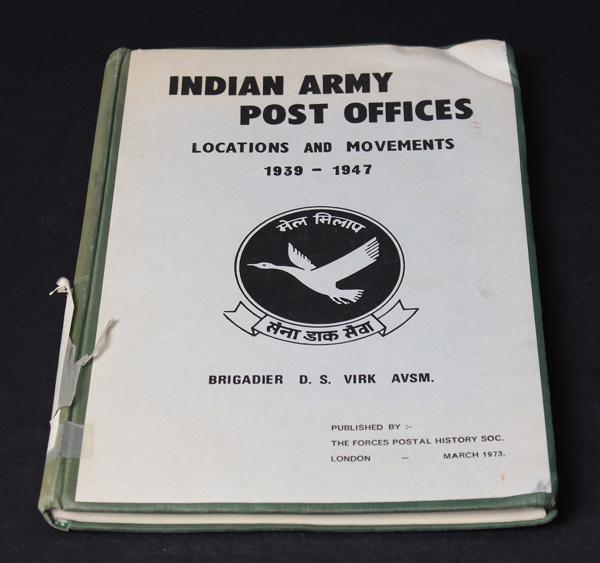 INDIAN ARMY
POST OFFICES
LOCATIONS AND MOVEMENTS
1939 - 1947
मेल मिलाप
सेना डाक सेवा
BRIGADIER D. S. VIRK AVSM.
PUBLISHED BY :-
THE FORCES POSTAL HISTORY SOC.
LONDON — MARCH 1973.